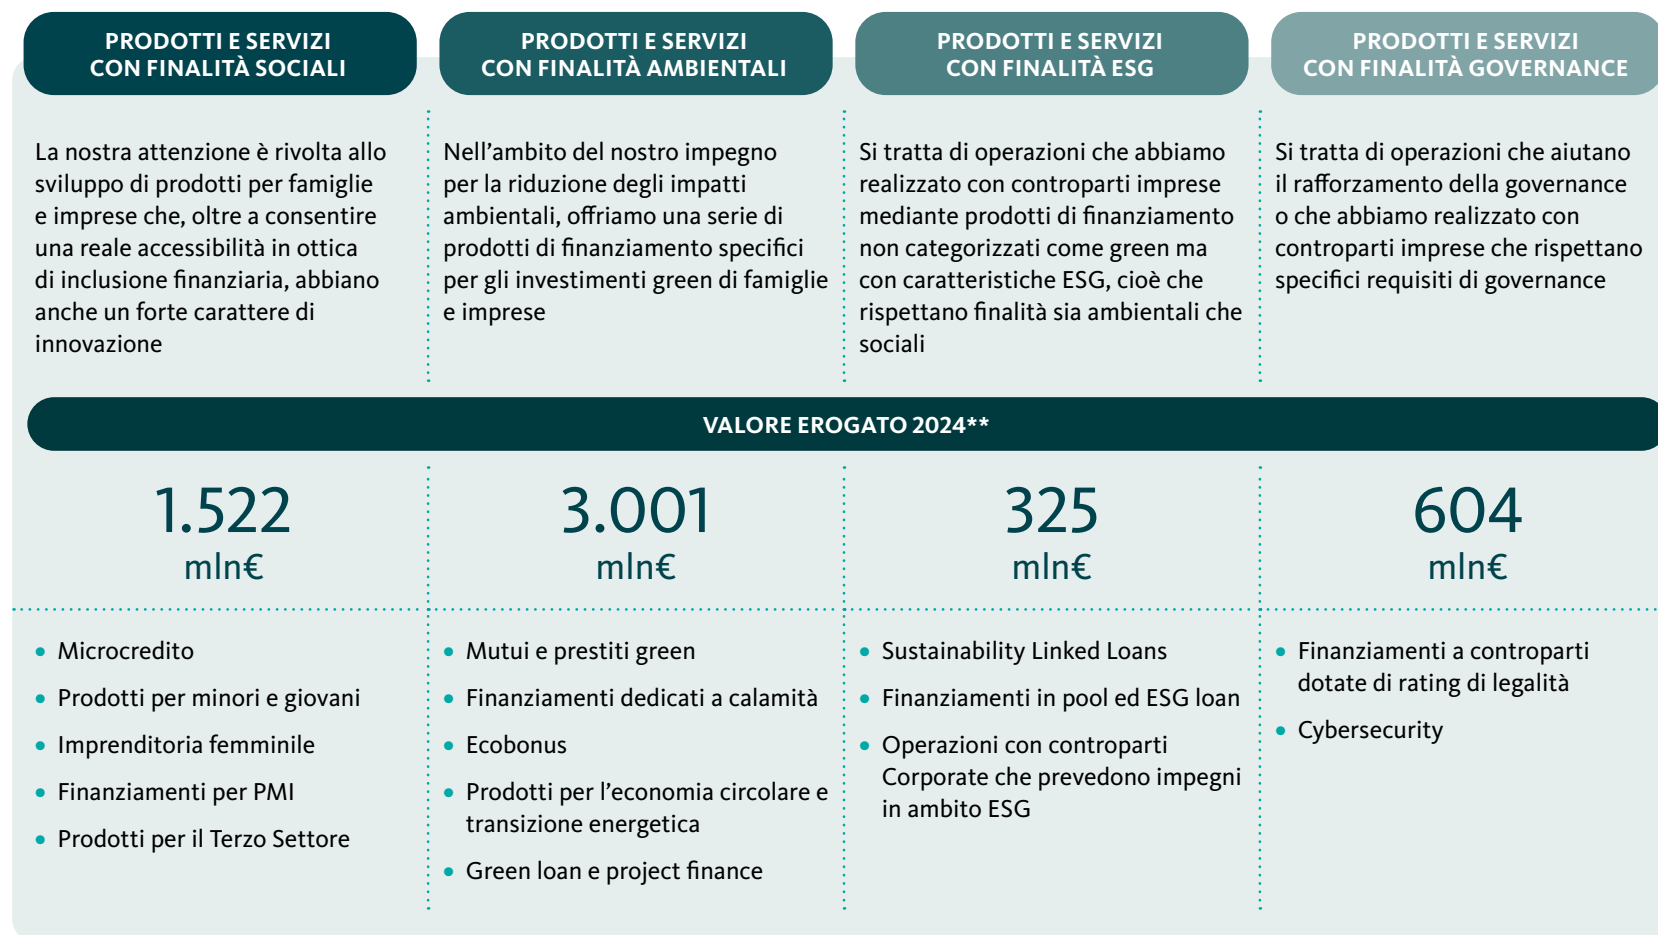 PRODOTTI E SERVIZI
CON FINALITÀ SOCIALI
PRODOTTI E SERVIZI
CON FINALITÀ AMBIENTALI
PRODOTTI E SERVIZI
CON FINALITÀ ESG
PRODOTTI E SERVIZI
CON FINALITÀ GOVERNANCE
La nostra attenzione è rivolta allo
sviluppo di prodotti per famiglie
e imprese che, oltre a consentire
una reale accessibilità in ottica
di inclusione finanziaria, abbiano
anche un forte carattere di
innovazione
Nell’ambito del nostro impegno
per la riduzione degli impatti
ambientali, offriamo una serie di
prodotti di finanziamento specifici
per gli investimenti green di famiglie
e imprese
Si tratta di operazioni che abbiamo
realizzato con controparti imprese
mediante prodotti di finanziamento
non categorizzati come green ma
con caratteristiche ESG, cioè che
rispettano finalità sia ambientali che
sociali
Si tratta di operazioni che aiutano
il rafforzamento della governance
o che abbiamo realizzato con
controparti imprese che rispettano
specifici requisiti di governance
VALORE EROGATO 2024**
1.522
mln€
3.001
mln€
325
mln€
604
mln€
• Microcredito
• Prodotti per minori e giovani
• Imprenditoria femminile
• Finanziamenti per PMI
• Prodotti per il Terzo Settore
• Mutui e prestiti green
• Finanziamenti dedicati a calamità
• Ecobonus
• Prodotti per l’economia circolare e
transizione energetica
• Green loan e project finance
• Sustainability Linked Loans
• Finanziamenti in pool ed ESG loan
• Operazioni con controparti
Corporate che prevedono impegni
in ambito ESG
• Finanziamenti a controparti
dotate di rating di legalità
• Cybersecurity